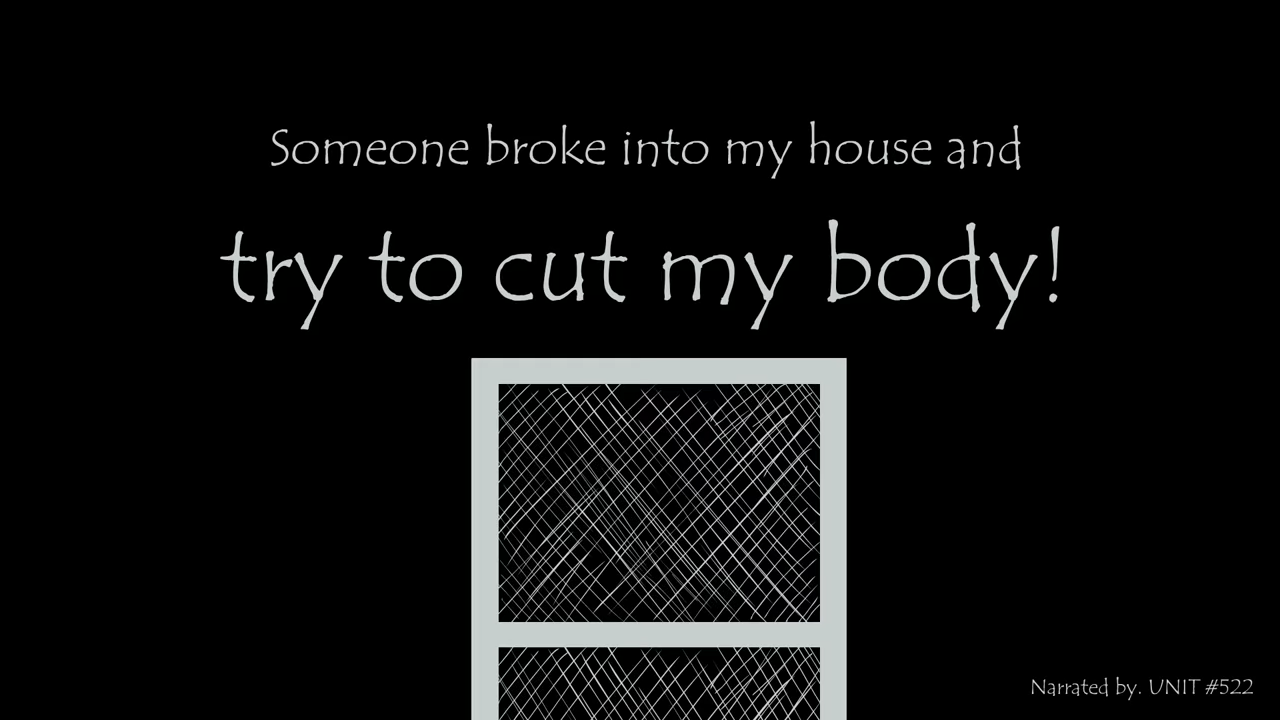 Someone broke into my house and
try to cut my body!
Narrated by. UNIT #522